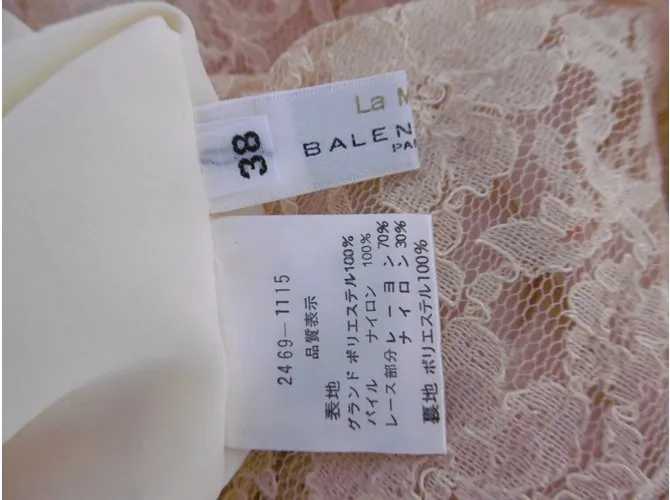 La M
BALEN
PA
38
2469-1115
品質表示
表地
グランド ポリエステル100%
パイル ナイロン 100%
レース部分 レーヨン 70%
ナイロン 30%
裏地 ポリエステル100%